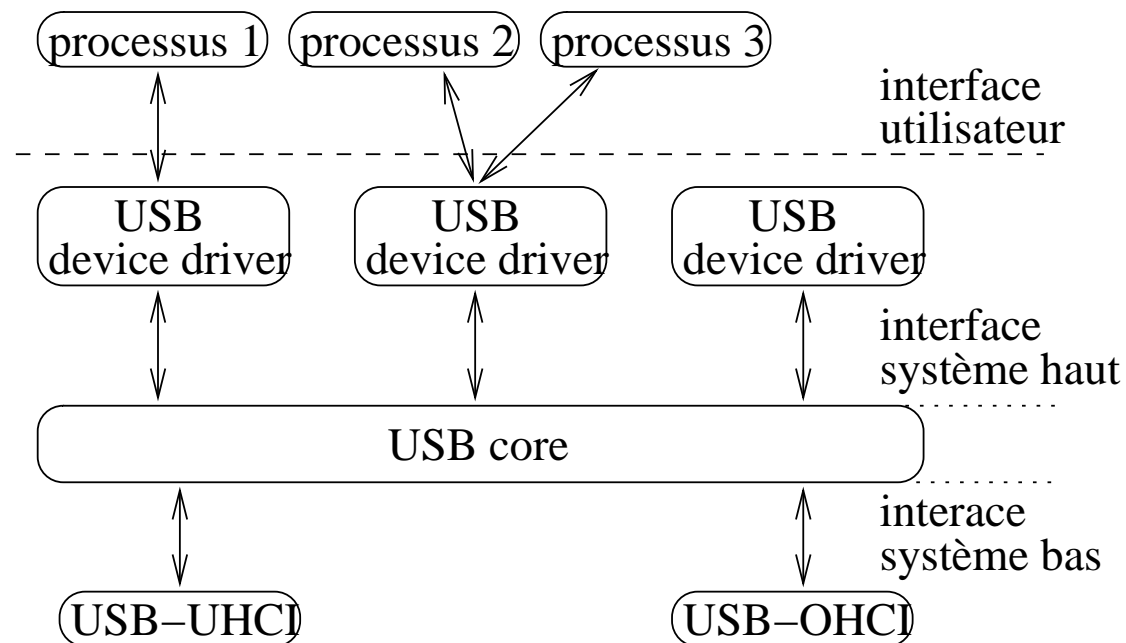 processus 1
processus 2
processus 3
interface
utilisateur
USB
device driver
USB
device driver
USB
device driver
interface
système haut
USB core
interace
système bas
USB−UHCI
USB−OHCI